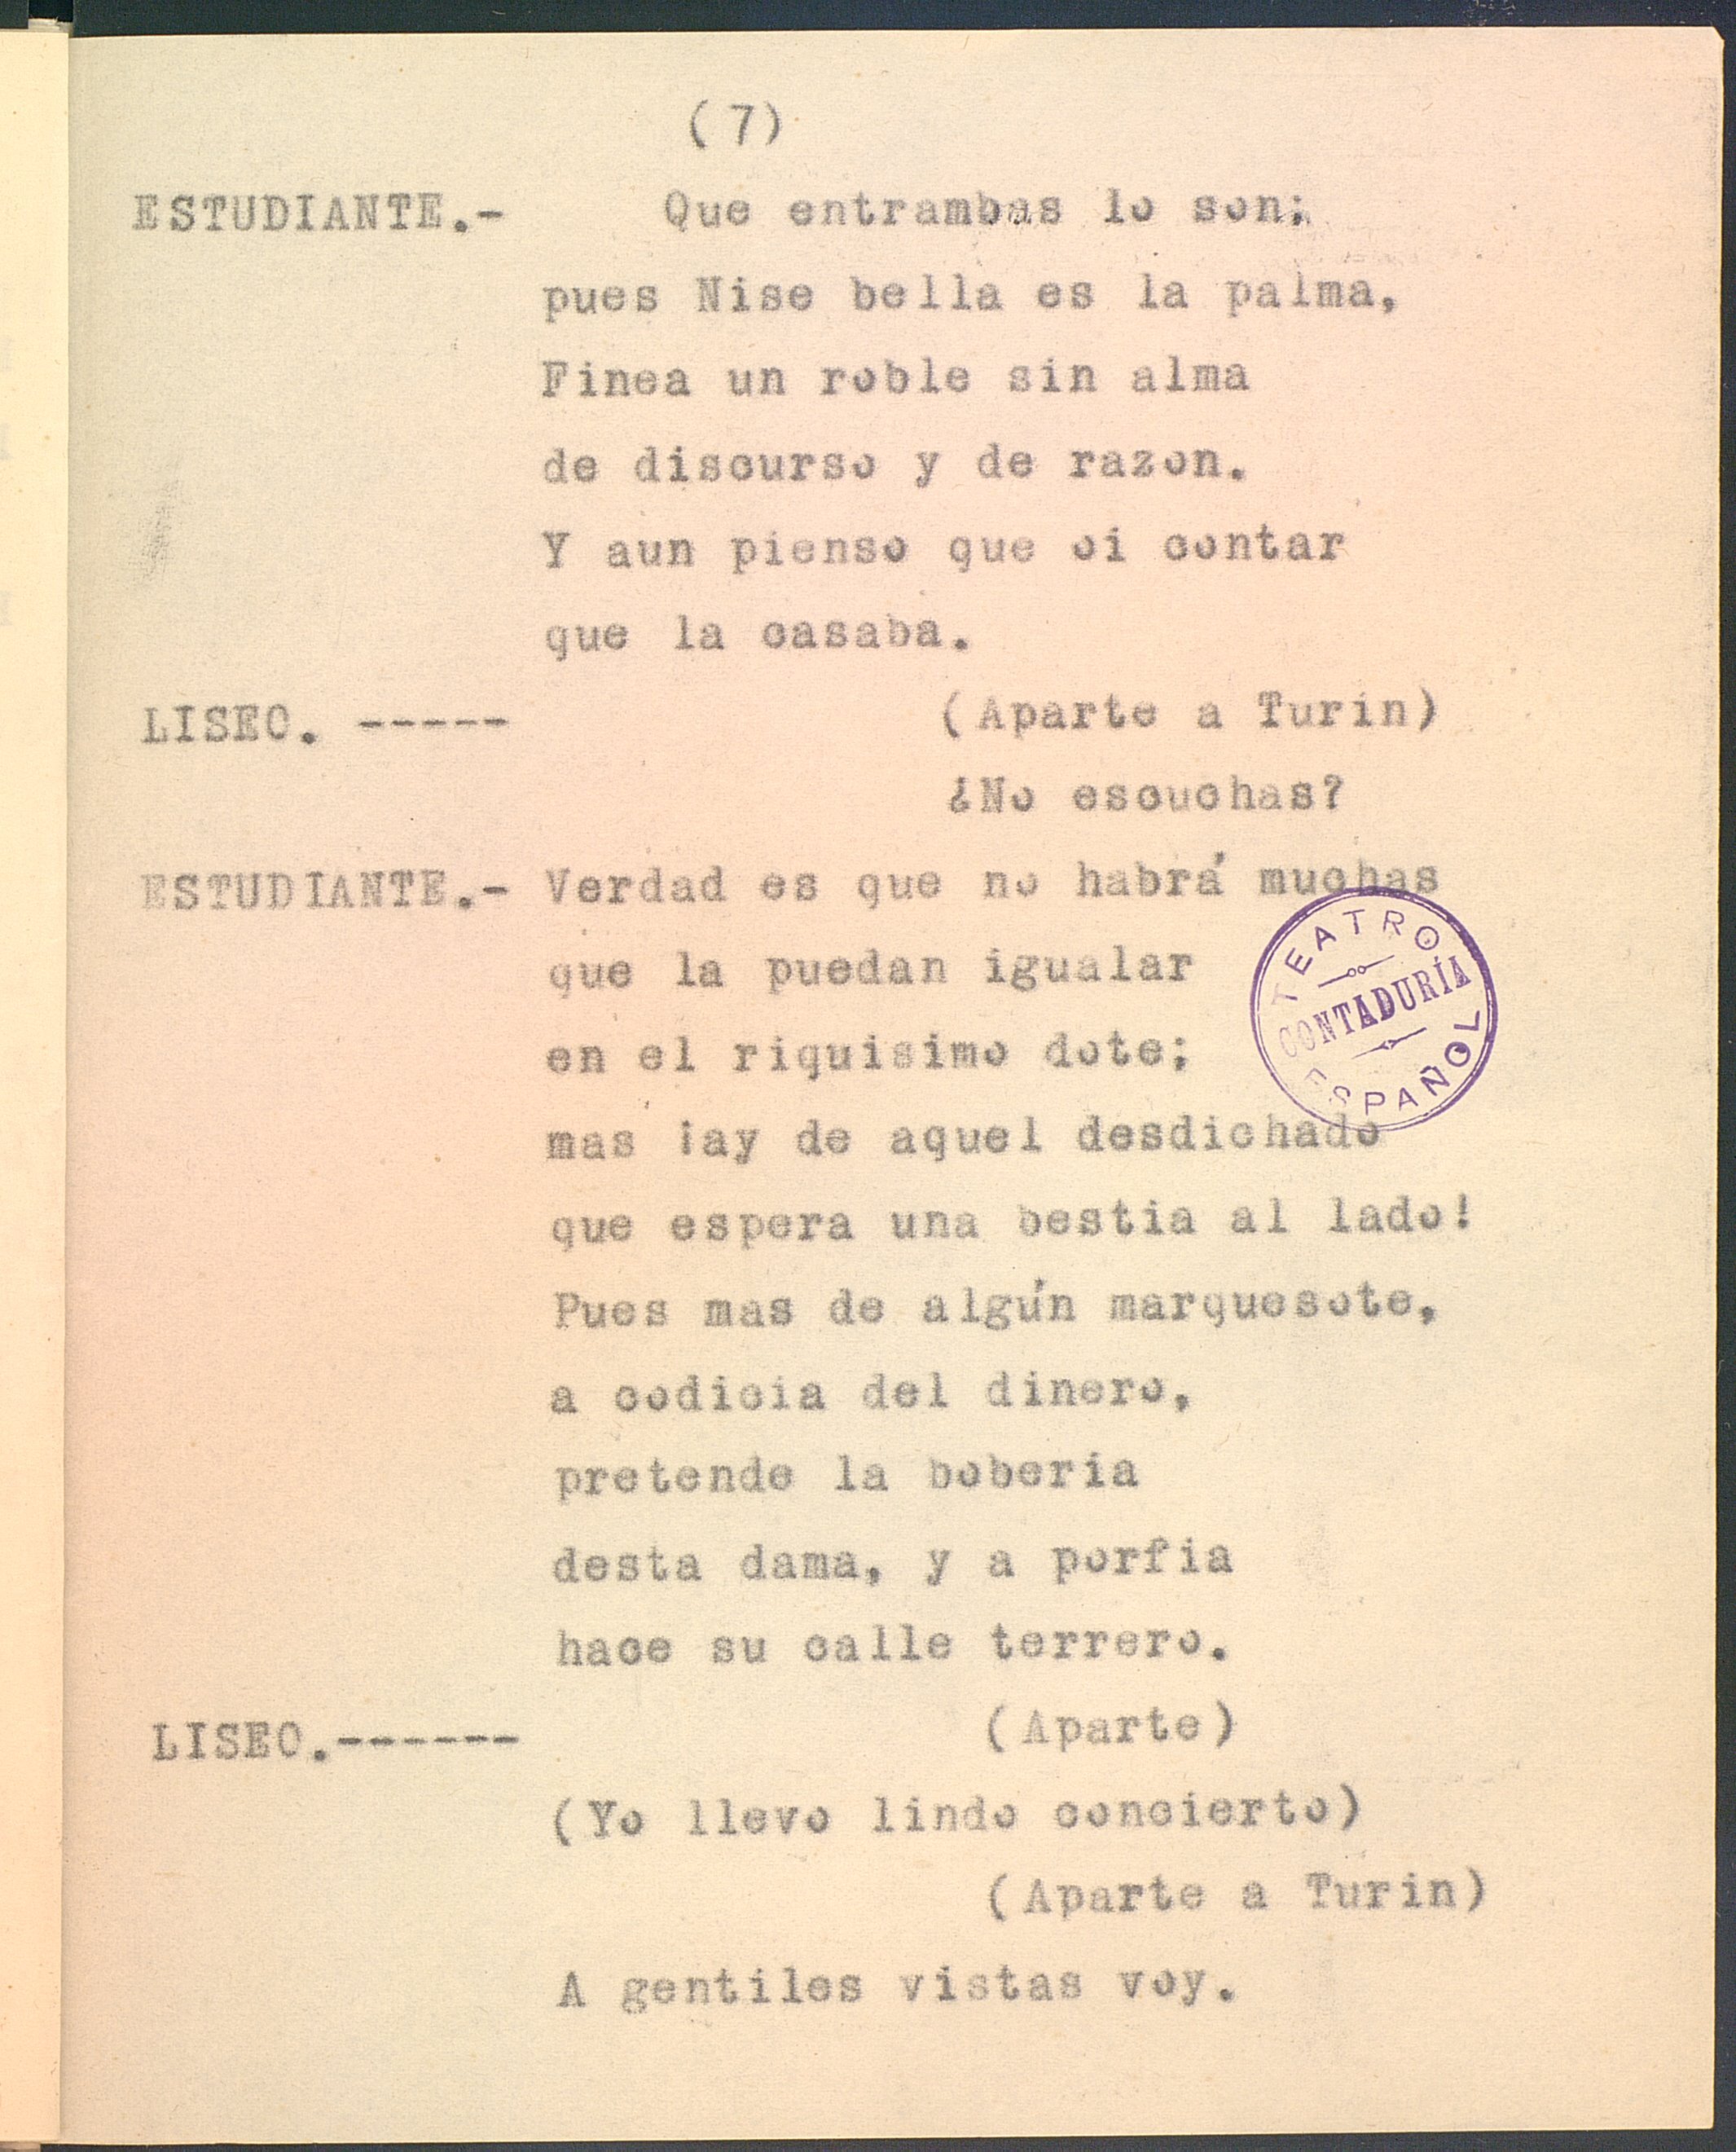 (7)
ESTUDIANTE.- Que entrambas lo son;
pues Nise bella es la palma,
Finea un roble sin alma
de discurso y de razon.
Y aun pienso que oi contar
que la casaba.
LISEO. ----- (Aparte a Turin)
¿No escuchas?
ESTUDIANTE.- Verdad es que no habrá muchas
que la puedan igualar
en el riquisimo dote;
mas ¡ay de aquel desdichado
que espera una bestia al lado!
Pues mas de algún marquesote,
a codicia del dinero,
pretende la boberia
desta dama, y a porfia
hace su calle terrero.
LISEO.------ (Aparte)
(Yo llevo lindo concierto)
(Aparte a Turin)
A gentiles vistas voy.
TEATRO
CONTADURÍA
ESPAÑOL